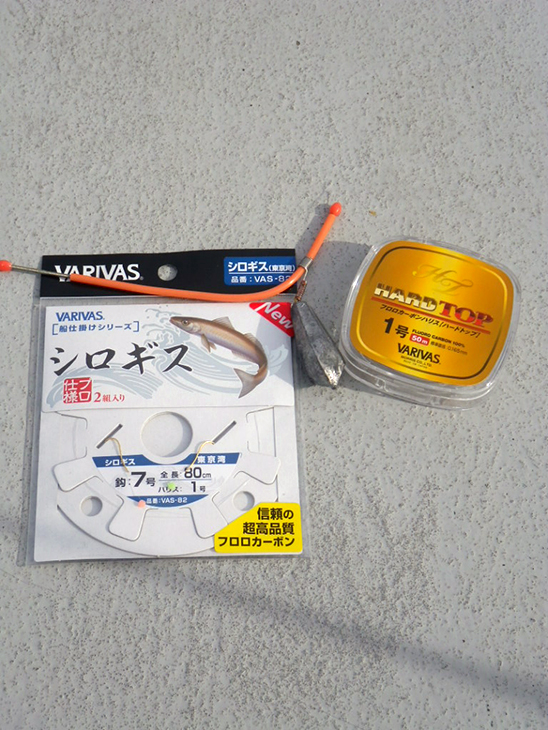 VARIVAS®
シロギス(東京湾)
品番:VAS-82
VARIVAS®
[船仕掛けシリーズ]
New
シロギス
プロ仕様
2組入り
シロギス
東京湾
鈎:7号
全長:80cm
ハリス:1号
品番:VAS-82
信頼の
超高品質
フロロカーボン
HARD TOP
フロロカーボンハリス[ハードトップ]
1号
50m
FLUORO CARBON 100%
VARIVAS®